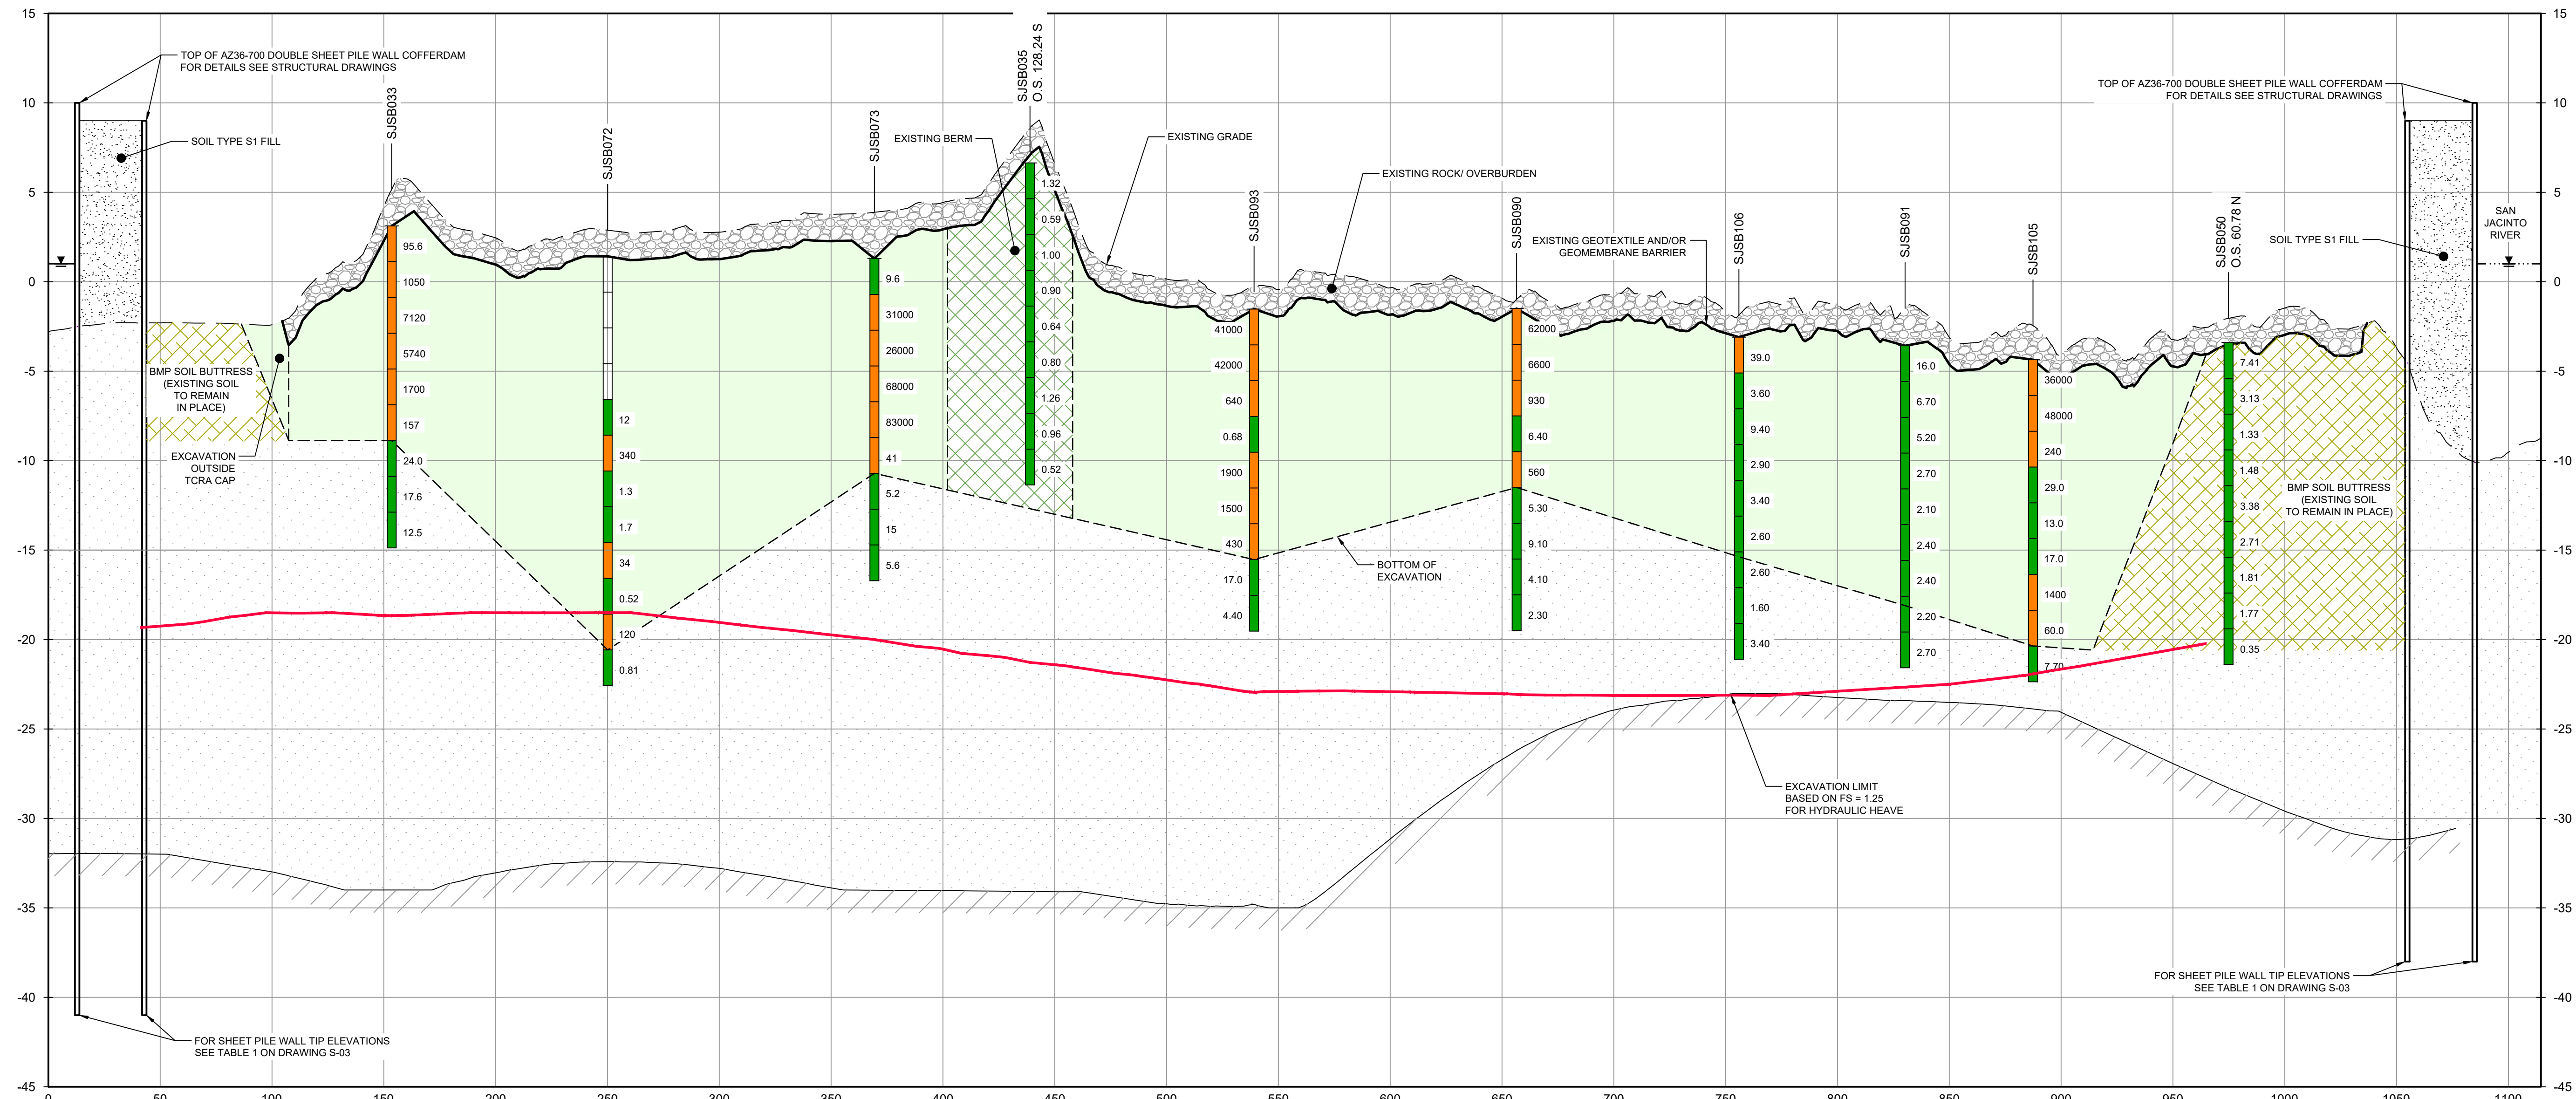 15
10
5
0
-5
-10
-15
-20
-25
-30
-35
-40
-45
TOP OF AZ36-700 DOUBLE SHEET PILE WALL COFFERDAM
FOR DETAILS SEE STRUCTURAL DRAWINGS
SOIL TYPE S1 FILL
BMP SOIL BUTTRESS
(EXISTING SOIL
TO REMAIN
IN PLACE)
EXCAVATION
OUTSIDE
TCRA CAP
FOR SHEET PILE WALL TIP ELEVATIONS
SEE TABLE 1 ON DRAWING S-03
SJSB033
95.6
1050
7120
5740
1700
157
24.0
17.6
12.5
SJSB072
12
340
1.3
1.7
34
0.52
120
0.81
SJSB073
9.6
31000
26000
68000
83000
41
5.2
15
5.6
EXISTING BERM
SJSB035
O.S. 128.24 S
1.32
0.59
1.00
0.90
0.64
0.80
1.26
0.96
0.52
EXISTING GRADE
SJSB093
41000
42000
640
0.68
1900
1500
430
17.0
4.40
EXISTING ROCK/ OVERBURDEN
BOTTOM OF
EXCAVATION
SJSB090
62000
6600
930
6.40
560
5.30
9.10
4.10
2.30
EXISTING GEOTEXTILE AND/OR
GEOMEMBRANE BARRIER
SJSB106
39.0
3.60
9.40
2.90
3.40
2.60
2.60
1.60
3.40
EXCAVATION LIMIT
BASED ON FS = 1.25
FOR HYDRAULIC HEAVE
SJSB091
16.0
6.70
5.20
2.70
2.10
2.40
2.40
2.20
2.70
SJSB105
36000
48000
240
29.0
13.0
17.0
1400
60.0
7.70
SJSB050
O.S. 60.78 N
7.41
3.13
1.33
1.48
3.38
2.71
1.81
1.77
0.35
TOP OF AZ36-700 DOUBLE SHEET PILE WALL COFFERDAM
FOR DETAILS SEE STRUCTURAL DRAWINGS
SOIL TYPE S1 FILL
SAN
JACINTO
RIVER
BMP SOIL BUTTRESS
(EXISTING SOIL
TO REMAIN IN PLACE)
FOR SHEET PILE WALL TIP ELEVATIONS
SEE TABLE 1 ON DRAWING S-03
15
10
5
0
-5
-10
-15
-20
-25
-30
-35
-40
-45
0 50 100 150 200 250 300 350 400 450 500 550 600 650 700 750 800 850 900 950 1000 1050 1100